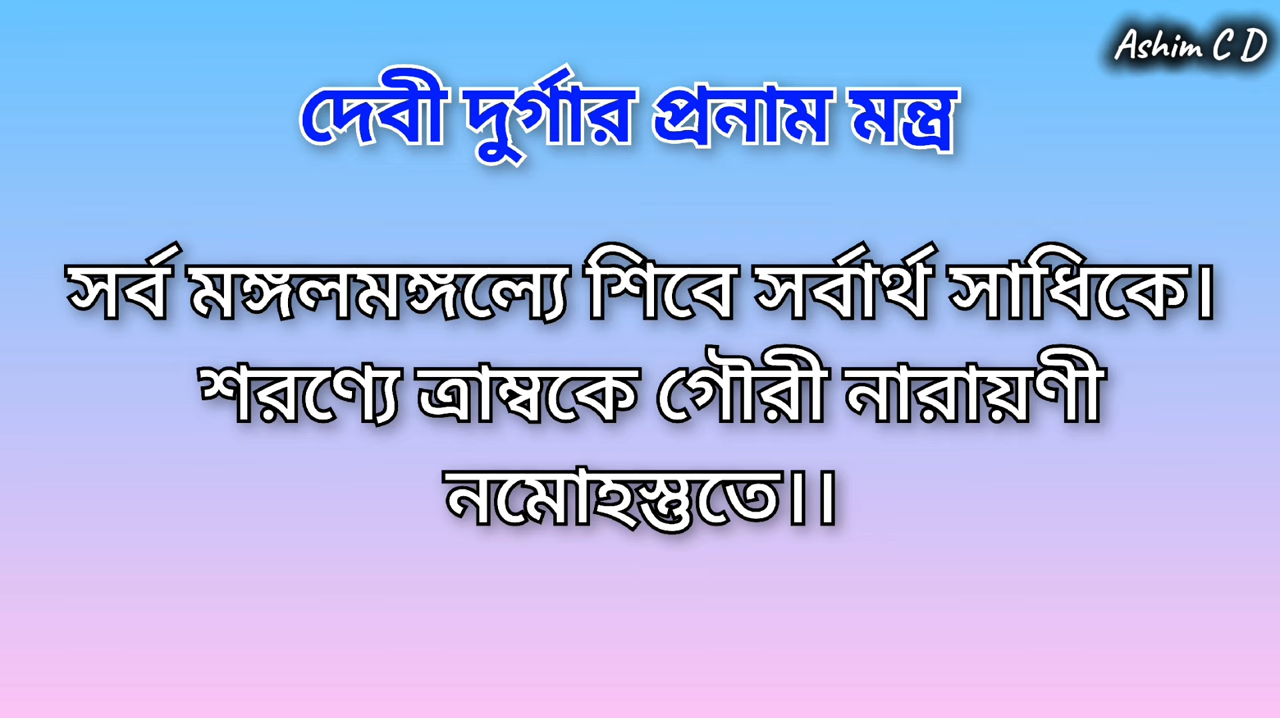 Ashim C D
দেবী দুর্গার প্রনাম মন্ত্র
সর্ব মঙ্গলমঙ্গল্যে শিবে সর্বার্থ সাধিকে।
শরণ্যে ত্রাম্বকে গৌরী নারায়ণী
নমোহস্তুতে।।